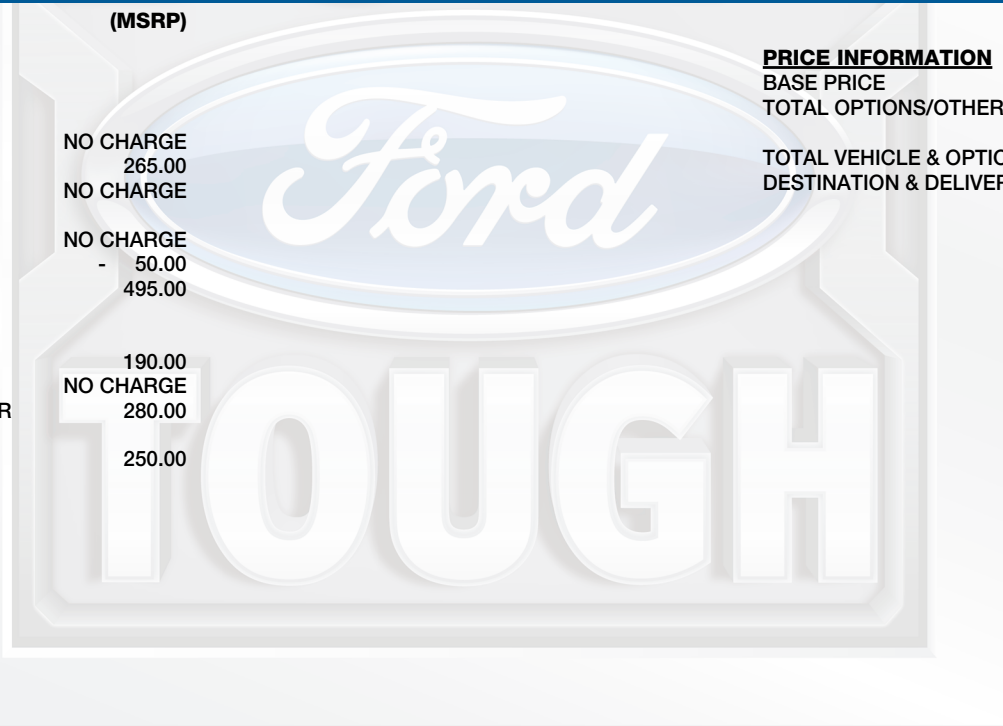 (MSRP)
NO CHARGE
265.00
NO CHARGE
NO CHARGE
- 50.00
495.00
190.00
NO CHARGE
R 280.00
250.00
PRICE INFORMATION
BASE PRICE
TOTAL OPTIONS/OTHER
TOTAL VEHICLE & OPTIO
DESTINATION & DELIVER
Ford
TOUGH